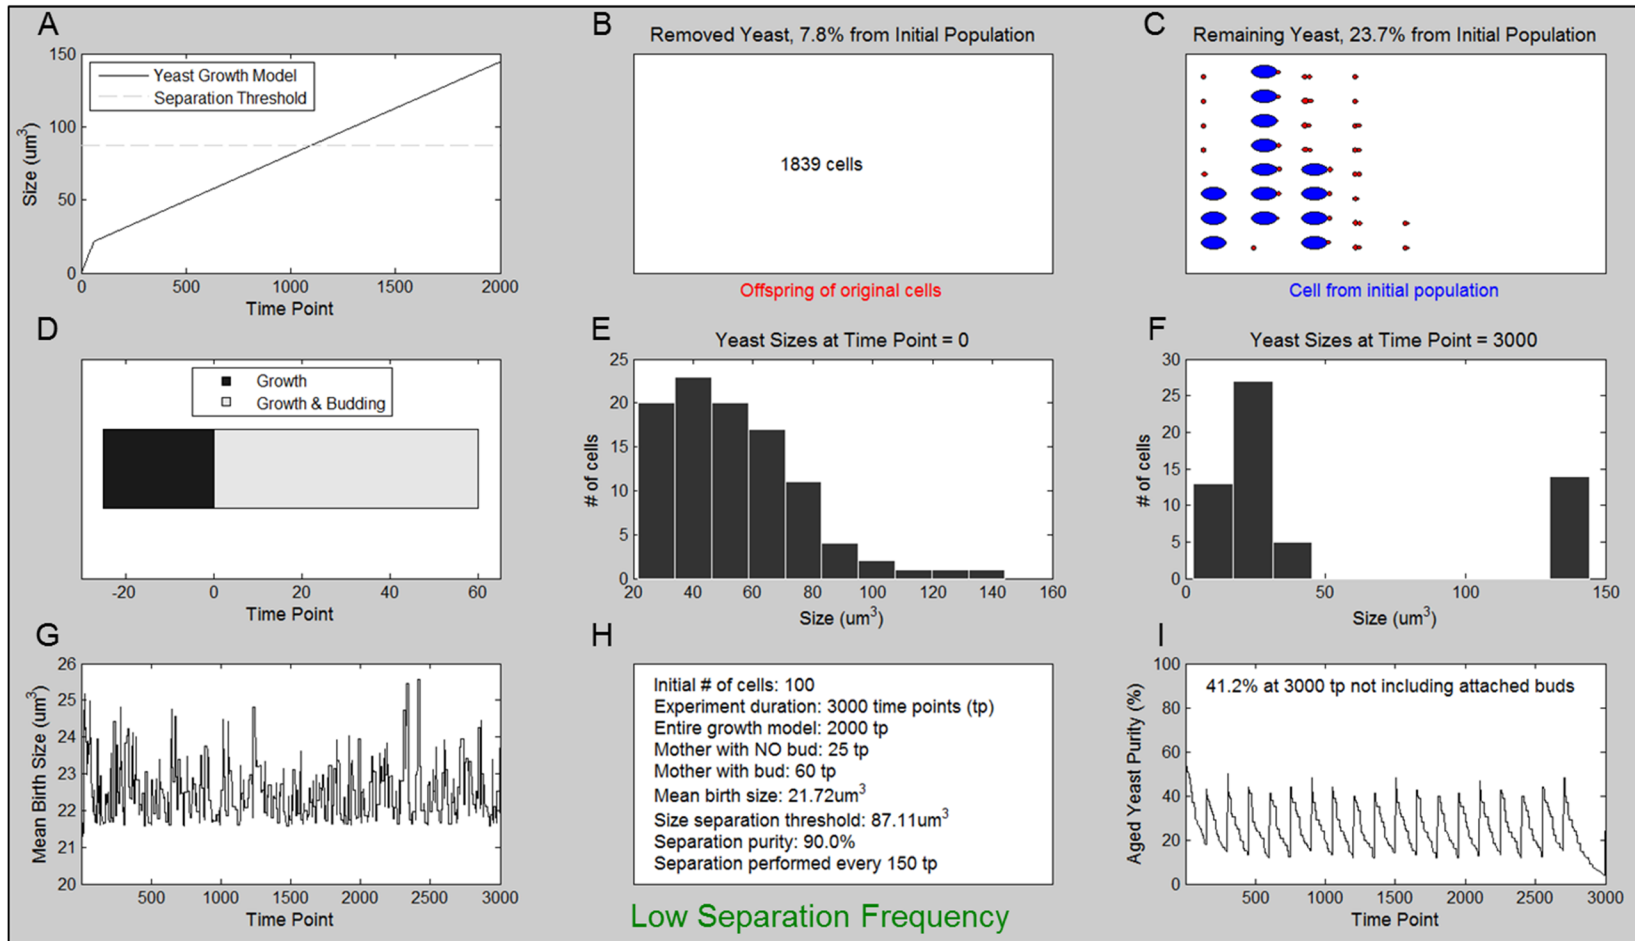 A
Yeast Growth Model
Separation Threshold
150
100
50
0
Size (um³)
0 500 1000 1500 2000
Time Point
B
Removed Yeast, 7.8% from Initial Population
1839 cells
Offspring of original cells
C
Remaining Yeast, 23.7% from Initial Population
Cell from initial population
D
Growth
Growth & Budding
-20 0 20 40 60
Time Point
E
Yeast Sizes at Time Point = 0
25
20
15
10
5
0
# of cells
20 40 60 80 100 120 140 160
Size (um³)
F
Yeast Sizes at Time Point = 3000
30
25
20
15
10
5
0
# of cells
0 50 100 150
Size (um³)
G
26
25
24
23
22
21
20
Mean Birth Size (um³)
500 1000 1500 2000 2500 3000
Time Point
H
Initial # of cells: 100
Experiment duration: 3000 time points (tp)
Entire growth model: 2000 tp
Mother with NO bud: 25 tp
Mother with bud: 60 tp
Mean birth size: 21.72um³
Size separation threshold: 87.11um³
Separation purity: 90.0%
Separation performed every 150 tp
Low Separation Frequency
I
41.2% at 3000 tp not including attached buds
100
80
60
40
20
0
Aged Yeast Purity (%)
0 500 1000 1500 2000 2500 3000
Time Point